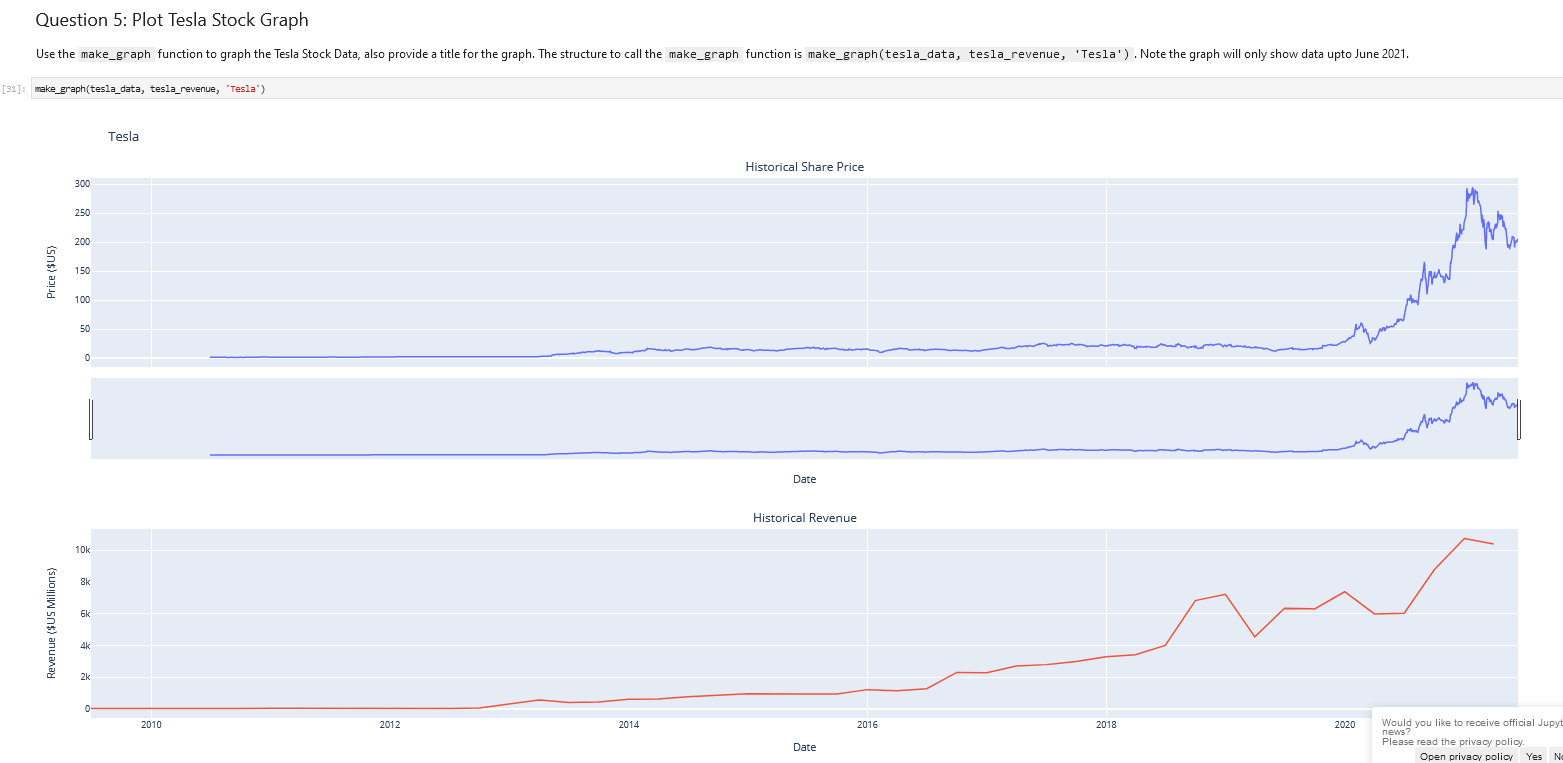 Question 5: Plot Tesla Stock Graph
Use the make_graph function to graph the Tesla Stock Data, also provide a title for the graph. The structure to call the make_graph function is make_graph(tesla_data, tesla_revenue, 'Tesla') . Note the graph will only show data upto June 2021.
[31]: make_graph(tesla_data, tesla_revenue, 'Tesla')
Tesla
Historical Share Price
300
250
200
150
100
50
0
Price ($US)
Date
Historical Revenue
10k
8k
6k
4k
2k
0
Revenue ($US Millions)
2010 2012 2014 2016 2018 2020
Date
Would you like to receive official Jupyt
news?
Please read the privacy policy.
Open privacy policy Yes N